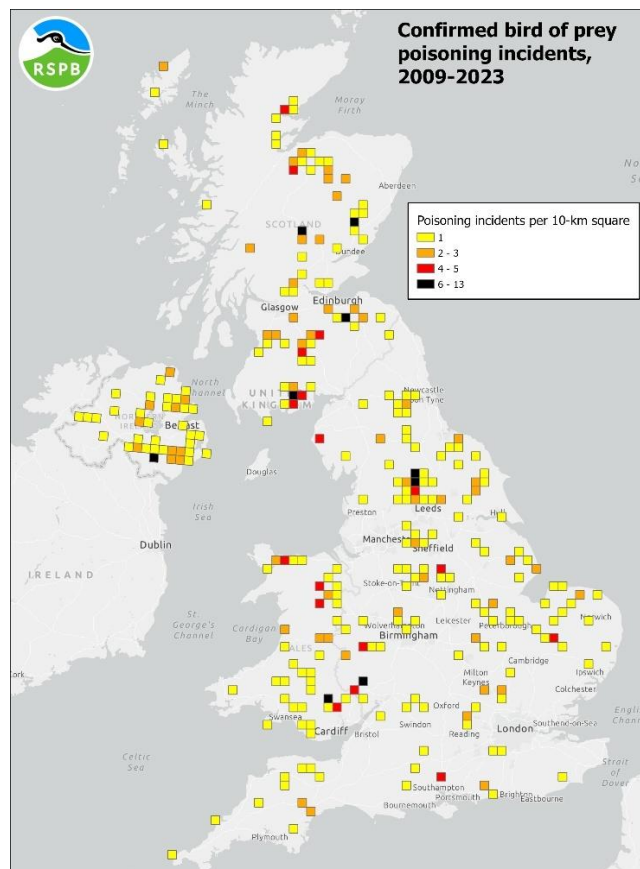 RSPB
Confirmed bird of prey
poisoning incidents,
2009-2023
The
Minch
Moray
Firth
Aberdeen
Poisoning incidents per 10-km square
1
2 - 3
4 - 5
6 - 13
SCOTLAND
Dundee
Glasgow
Edinburgh
North
Channel
UNITED
KINGDOM
Newcastle
upon Tyne
Belfast
Douglas
Irish
Sea
Preston
Leeds
Hull
Dublin
Manchester
Sheffield
IRELAND
Stoke-on-Trent
Nottingham
St.
George's
Channel
Cardigan
Bay
Wolverhampton
Leicester
Peterborough
Norwich
Birmingham
WALES
Cambridge
Ipswich
Milton
Keynes
Colchester
Cork
Oxford
Swansea
Cardiff
Swindon
Southend-on-Sea
Bristol
Reading
London
Celtic
Sea
Strait
of
Dover
Southampton
Portsmouth
Brighton
Eastbourne
Bournemouth
Plymouth